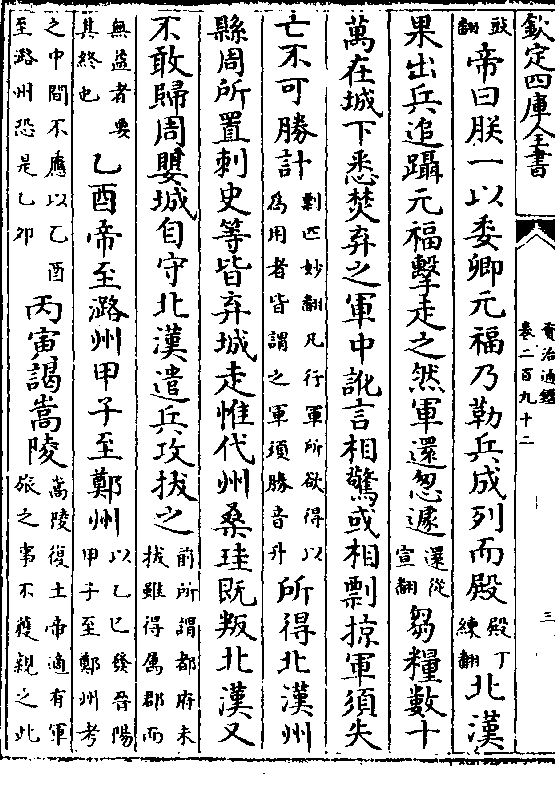 欽定四庫全書
資治通鑑
卷二百九十二
三
豉翻帝曰朕一以委卿元福乃勒兵成列而殿殿丁練翻北漢
果出兵追躡元福擊走之然軍還怱遽還從宣翻芻糧數十
萬在城下悉焚弃之軍中訛言相驚或相剽掠軍須失
亡不可勝計剽匹妙翻凡行軍所欲得以為用者皆謂之軍須勝音升所得北漢州
縣周所置刺史等皆弃城走惟代州桑珪既叛北漢又
不敢歸周嬰城自守北漢遣兵攻拔之前所謂都府未拔雖得屬郡而
無益者要其終也乙酉帝至潞州甲子至鄭州以乙巳發晉陽甲子至鄭州考
之中間不應以乙酉至潞州恐是乙卯丙寅謁嵩陵嵩陵復土帝適有軍旅之事不獲親之此